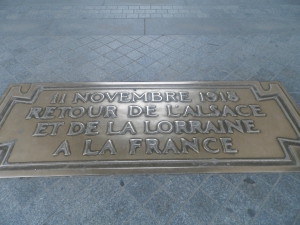 11 NOVEMBRE 1918
RETOUR DE L'ALSACE
ET DE LA LORRAINE
A LA FRANCE